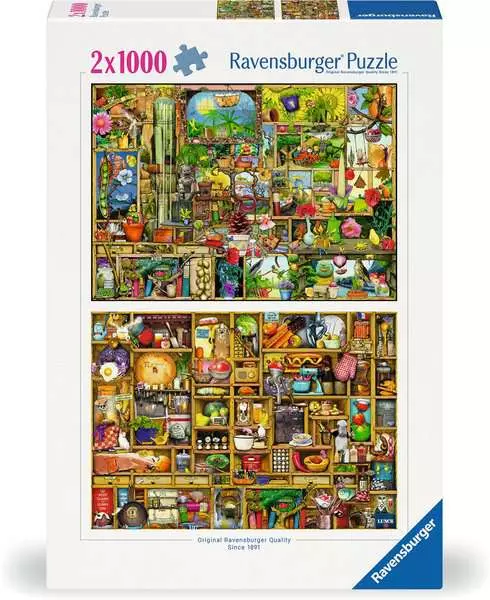 2x1000
Ravensburger® Puzzle
Original Ravensburger Quality Since 1891
LUNCH
Original Ravensburger Quality
Since 1891
Ravensburger